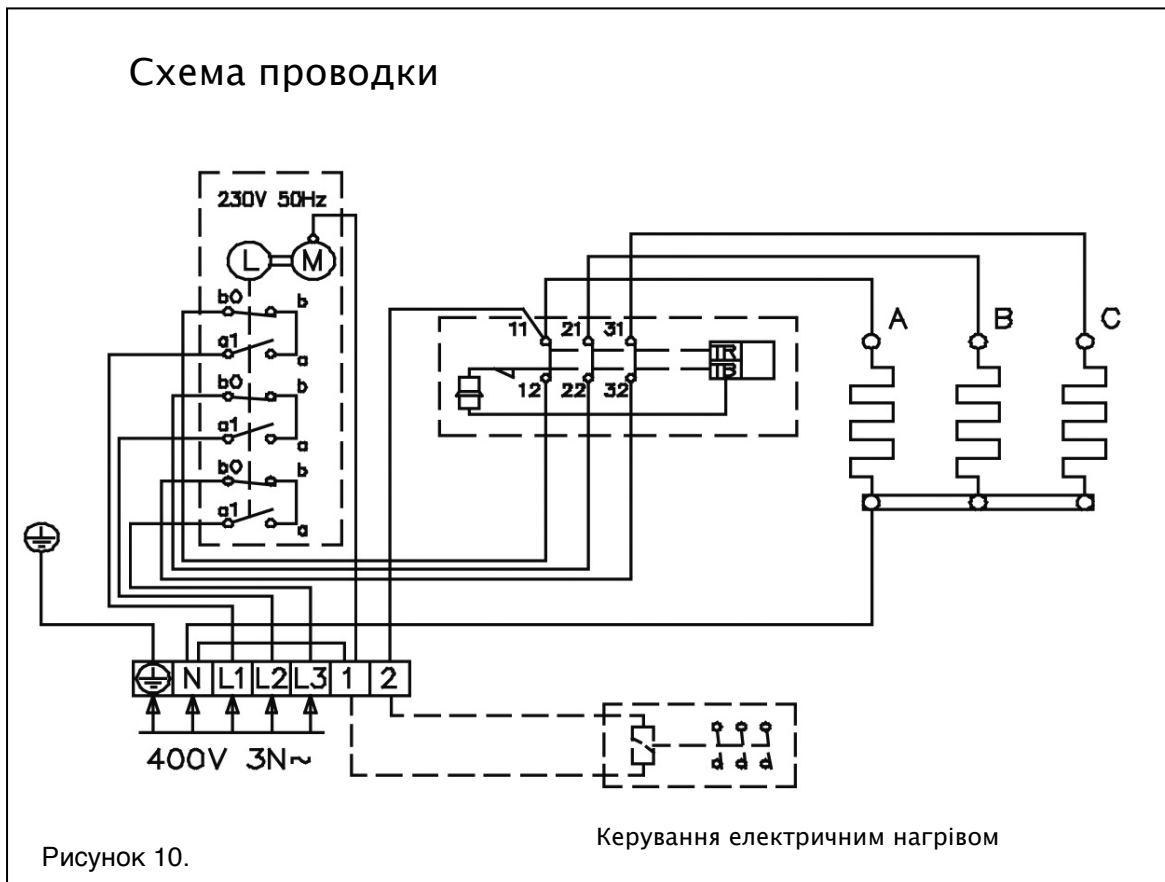 Схема проводки
230V 50Hz
L M
b0 b
a1 a
b0 b
a1 a
b0 b
a1 a
11 21 31
TR
TB
12 22 32
A B C
N L1 L2 L3 1 2
400V 3N~
Керування електричним нагрівом
Рисунок 10.